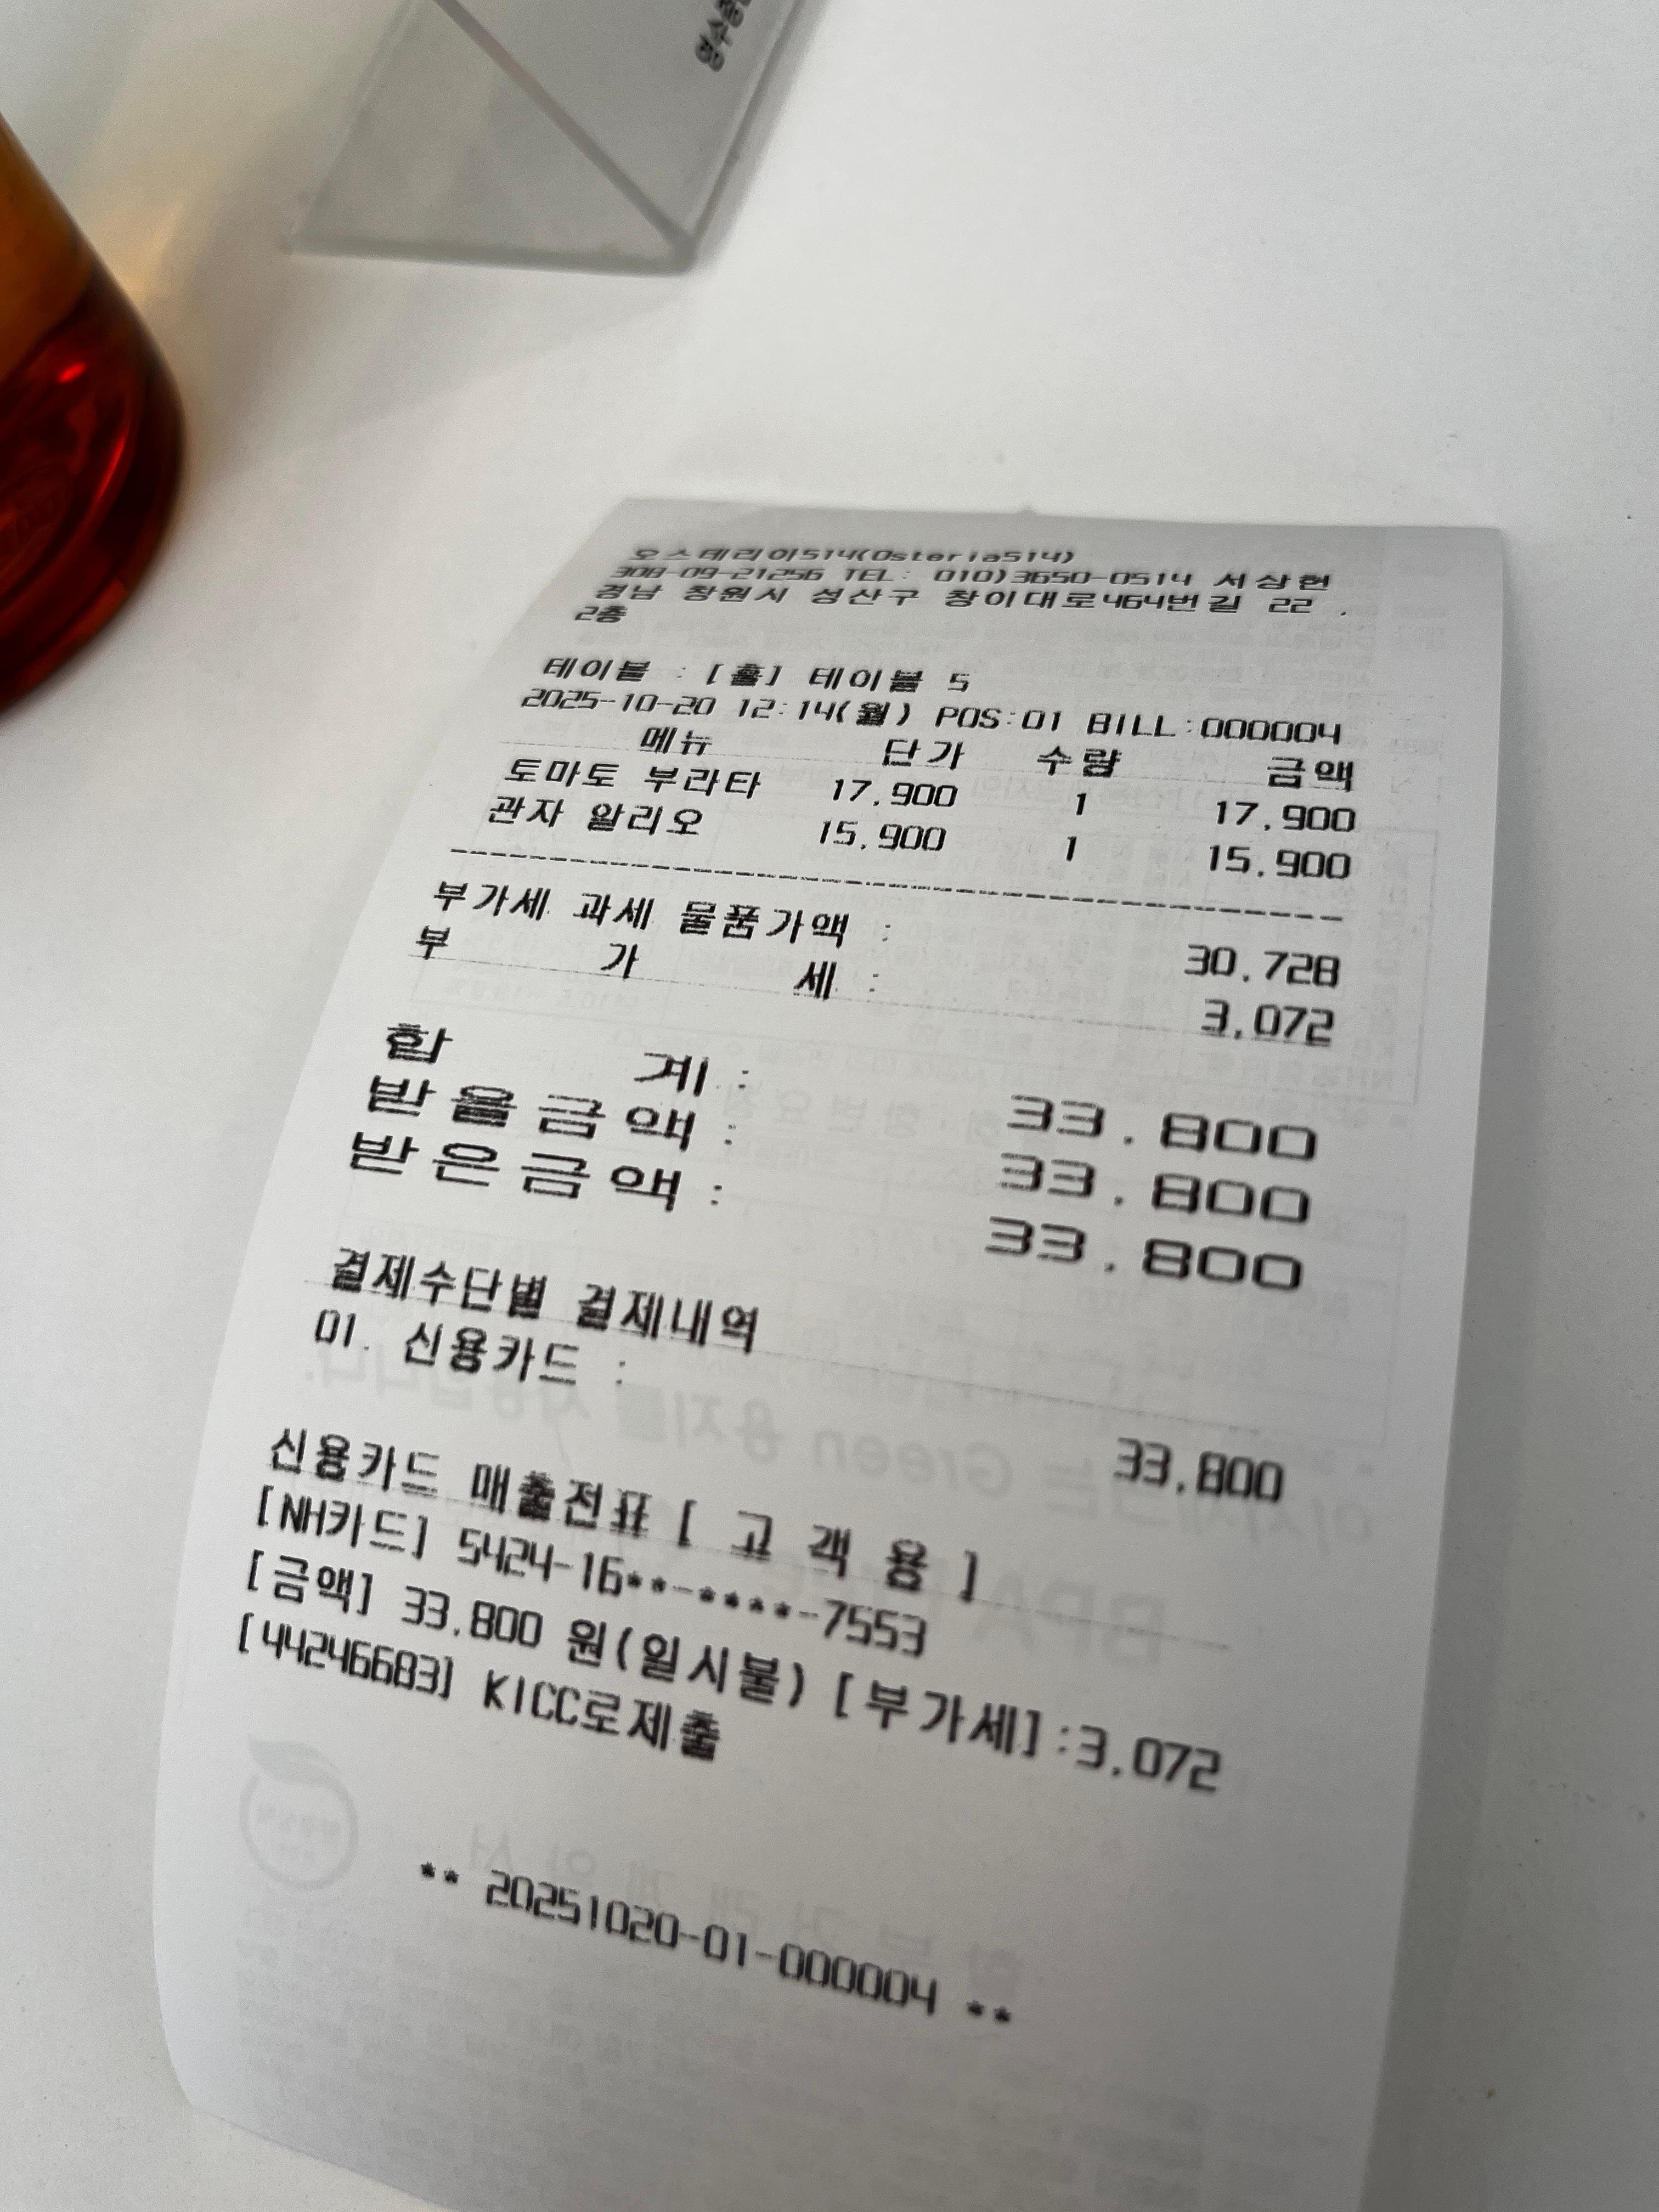 영수증
오스테리아514(Osteria514)
308-09-21256 TEL: 010)3650-0514 서상헌
경남 창원시 성산구 창이대로464번길 22 ,
2층
테이블 : [홀] 테이블 5
2025-10-20 12:14(월) POS:01 BILL:000004
메뉴 단가 수량 금액
토마토 부라타 17,900 1 17,900
관자 알리오 15,900 1 15,900
부가세 과세 물품가액 : 30,728
부 가 세 : 3,072
합 계 : 33,800
받을금액 : 33,800
받은금액 : 33,800
결제수단별 결제내역
01. 신용카드 : 33,800
신용카드 매출전표 [ 고 객 용 ]
[NH카드] 5424-16**-****-7553
[금액] 33,800 원(일시불) [부가세]:3,072
[44246683] KICC로제출
** 20251020-01-000004 **